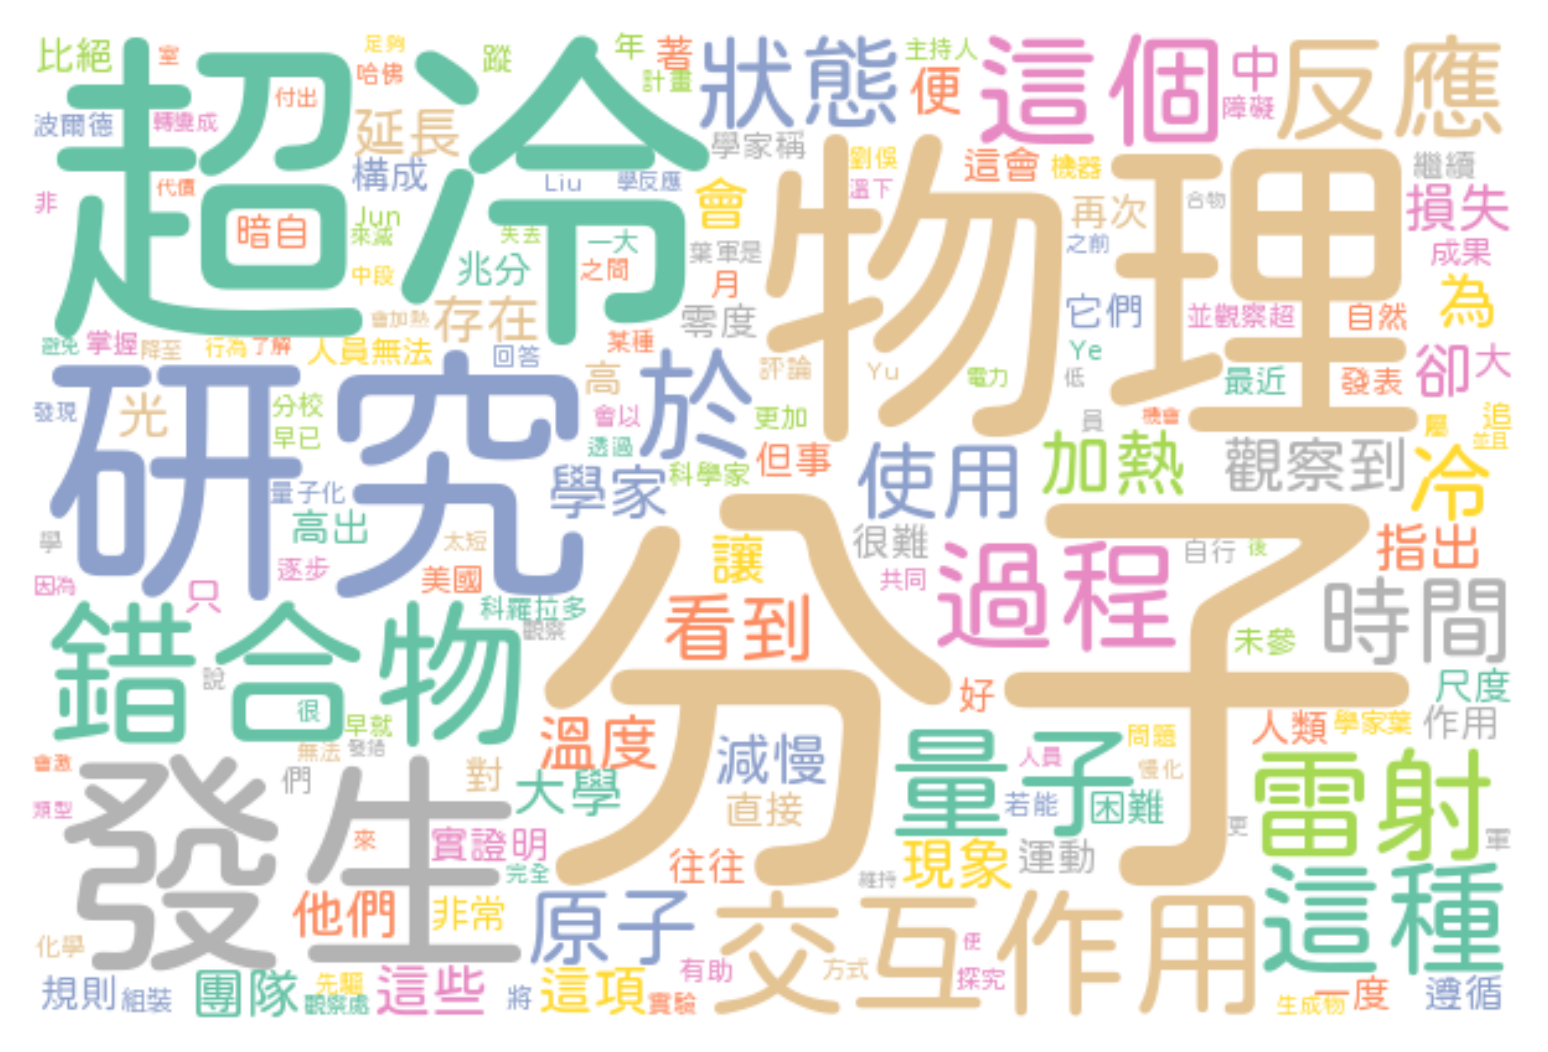 比絕 室 足夠 蹤 年 著 主持人 這個 中 反應
超冷 付出 哈佛 計畫 狀態 便 障礙
波爾德 轉變成 延長 學家稱 劉俁 這會 機器 物理 繼續
非 代價 構成 Liu 學反應 會 溫下 再次 合物 損失
暗自 Jun 來減 失去 一大 葉軍是 之前 成果
中段 兆分 之間 月 它們 並觀察超 自然 為
避免 掌握 降至 行為 了解 會加熱 存在 某種 零度 Ye
人員無法 回答 評論 Yu 電力 低 最近 發表 卻 大
發現 光 分校 研究 高 於 會以 更加 員 機會 屬 追
早已 透過 但事 使用 加熱 觀察到 冷 並且
量子化 學家 科學家
學 高出 太短 讓 很難 分子 自行 後 指出
因為 只 逐步 美國 共同 過程 時間
錯合物 科羅拉多 觀察 看到 未參
說 很 早就 好 尺度
會激 無法 發結 溫度 減慢 量子 人員 問題 人類 學家葉 作用
發生 們 對 大學 直接 若能 困難 慢化 雷射
類型 來 實證明 往往 現象 運動 更 軍
完全 維持
化學 他們 非常 原子 交互作用 便 這種
規則 組裝 團隊 先驅 觀察處 這些 將 這項 有助 實驗 方式 探究 生成物 一度 遵循